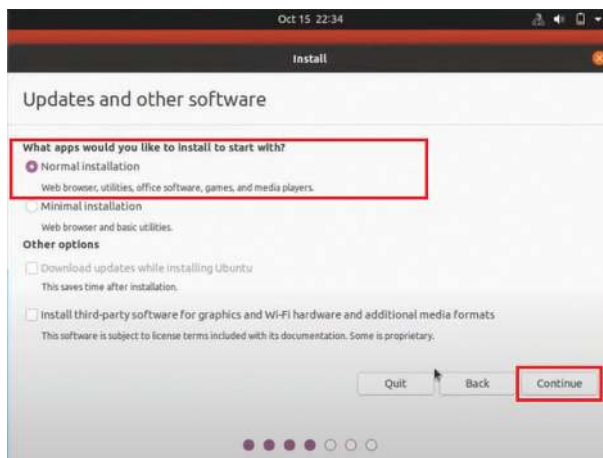 Oct 15 22:34
Install
Updates and other software
What apps would you like to install to start with?
Normal installation
Web browser, utilities, office software, games, and media players.
Minimal installation
Web browser and basic utilities.
Other options
Download updates while installing Ubuntu
This saves time after installation.
Install third-party software for graphics and Wi-Fi hardware and additional media formats
This software is subject to license terms included with its documentation. Some is proprietary.
Quit Back Continue